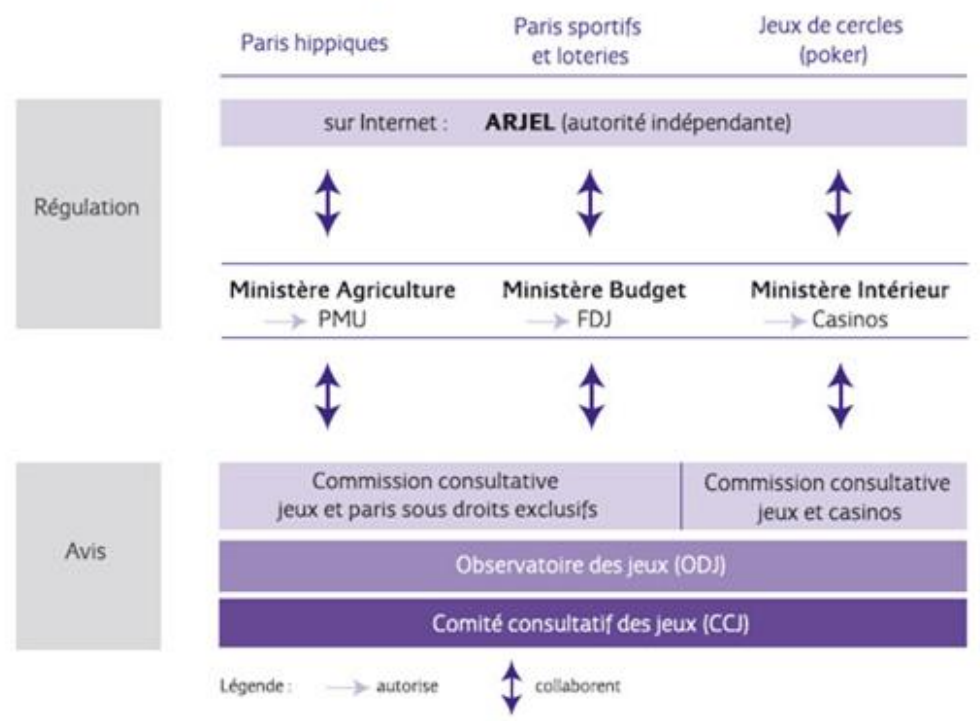 Paris hippiques
Paris sportifs
et loteries
Jeux de cercles
(poker)
Régulation
sur Internet : ARJEL (autorité indépendante)
Ministère Agriculture
PMU
Ministère Budget
FDJ
Ministère Intérieur
Casinos
Avis
Commission consultative
jeux et paris sous droits exclusifs
Commission consultative
jeux et casinos
Observatoire des jeux (ODJ)
Comité consultatif des jeux (CCJ)
Légende : autorise collaborent